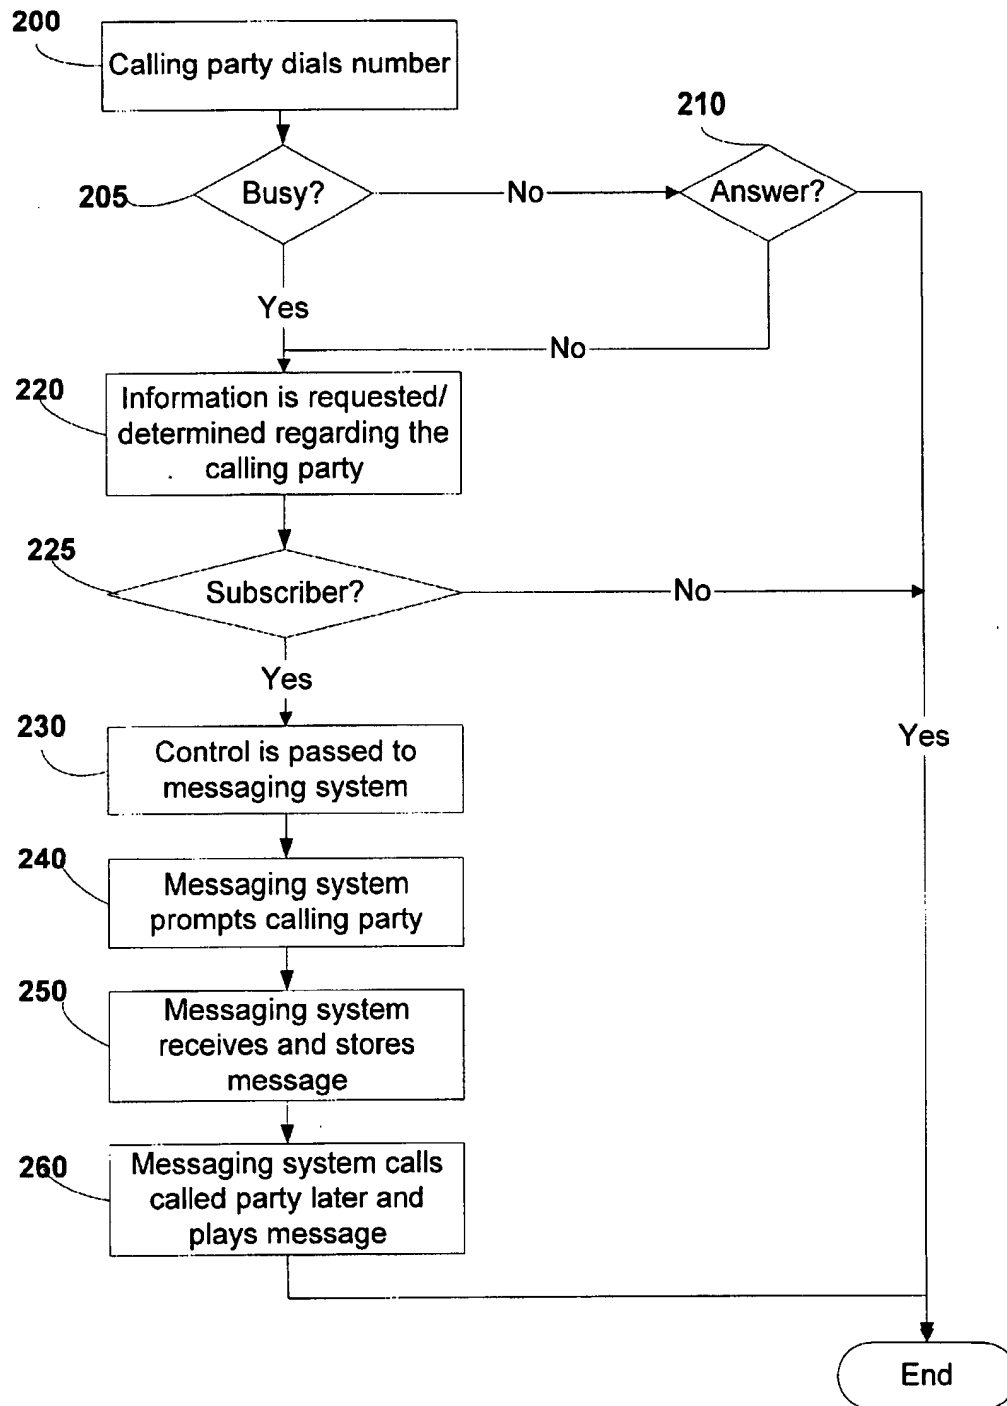 200
Calling party dials number
210
205
Busy?
No
Answer?
Yes
No
220
Information is requested/
determined regarding the
calling party
225
Subscriber?
No
Yes
230
Control is passed to
messaging system
Yes
240
Messaging system
prompts calling party
250
Messaging system
receives and stores
message
260
Messaging system calls
called party later and
plays message
End